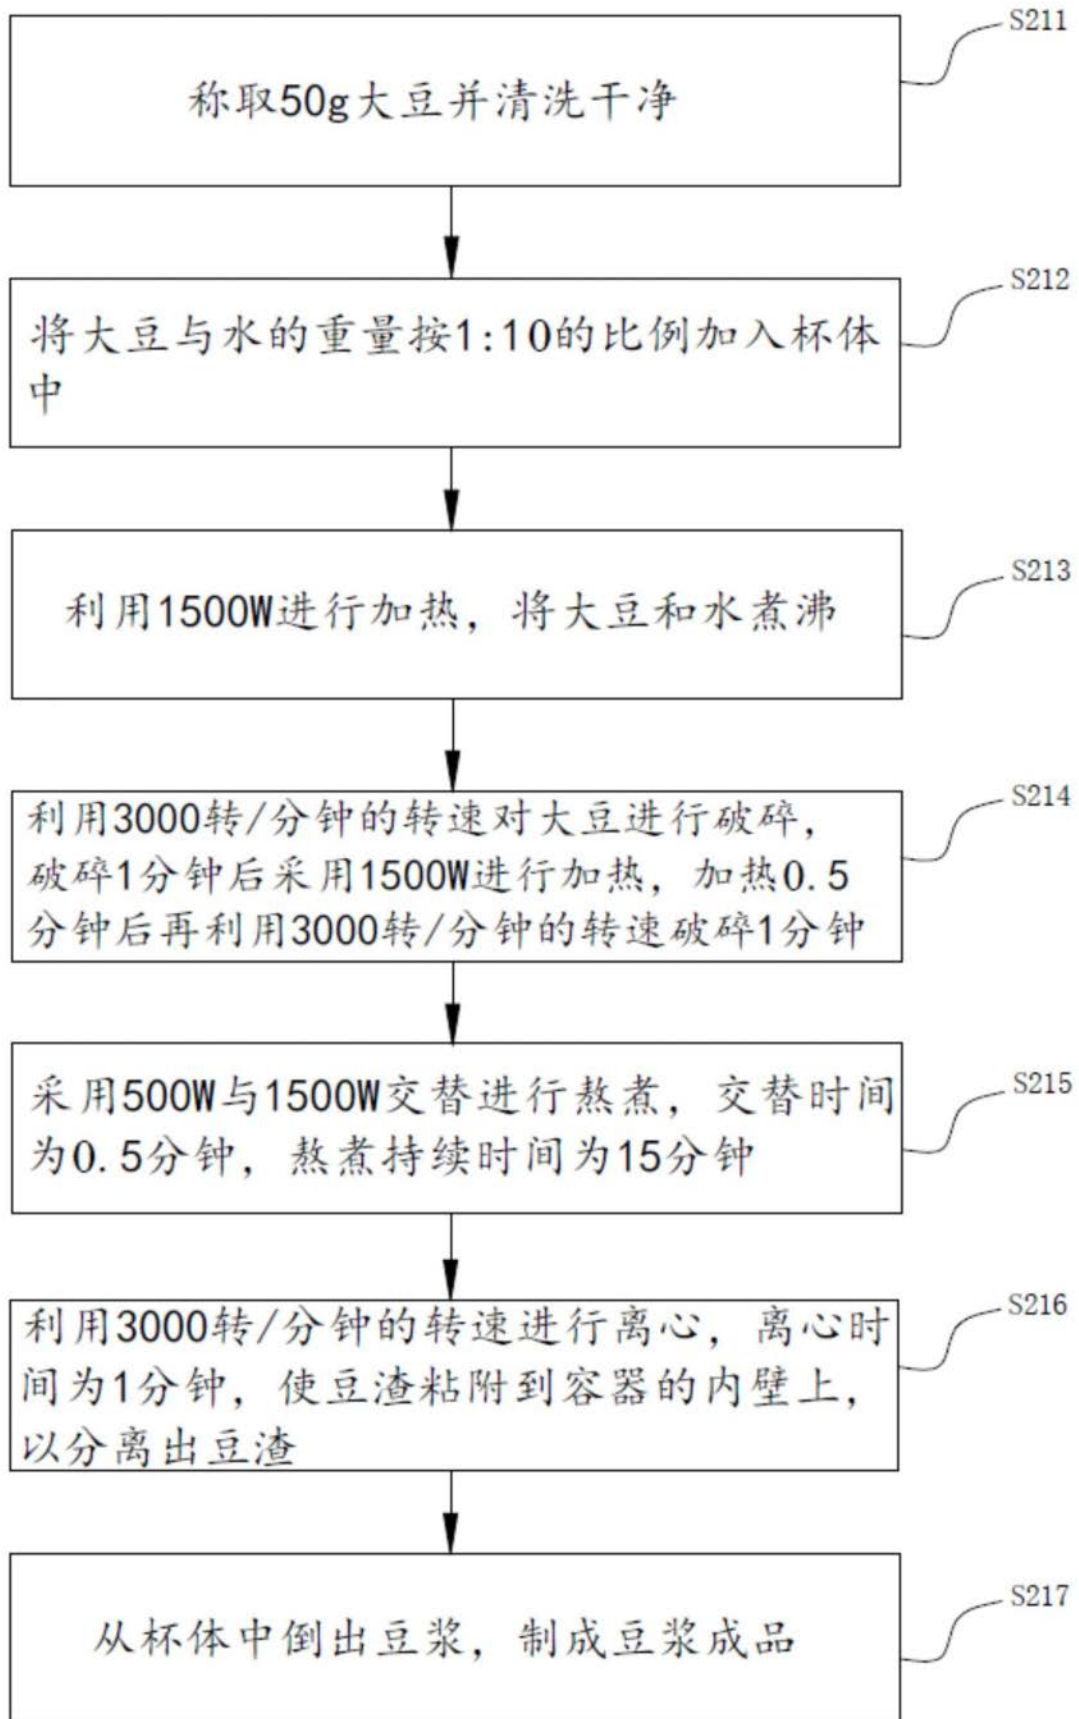 S211
称取50g大豆并清洗干净
S212
将大豆与水的重量按1:10的比例加入杯体
中
S213
利用1500W进行加热，将大豆和水煮沸
S214
利用3000转/分钟的转速对大豆进行破碎，
破碎1分钟后采用1500W进行加热，加热0.5
分钟后再利用3000转/分钟的转速破碎1分钟
S215
采用500W与1500W交替进行熬煮，交替时间
为0.5分钟，熬煮持续时间为15分钟
S216
利用3000转/分钟的转速进行离心，离心时
间为1分钟，使豆渣粘附到容器的内壁上，
以分离出豆渣
S217
从杯体中倒出豆浆，制成豆浆成品